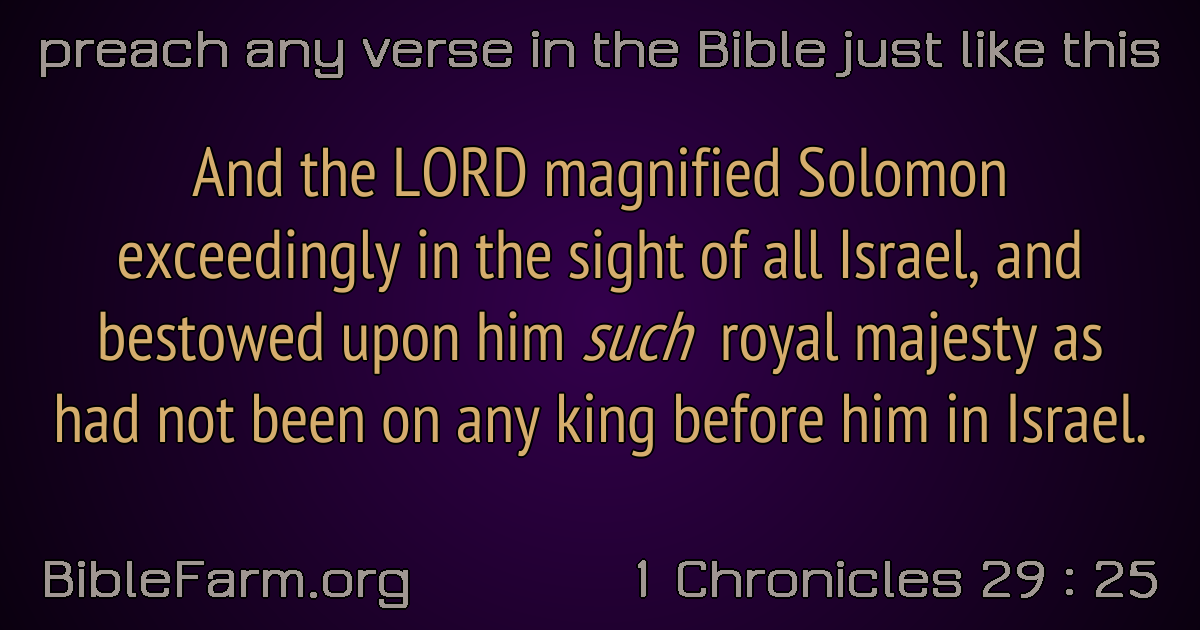 preach any verse in the Bible just like this
And the LORD magnified Solomon
exceedingly in the sight of all Israel, and
bestowed upon him such royal majesty as
had not been on any king before him in Israel.
BibleFarm.org
1 Chronicles 29 : 25